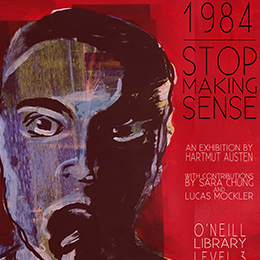 1984
STOP
MAKING
SENSE
AN EXHIBITION BY
HARTMUT AUSTEN
WITH CONTRIBUTIONS
BY SARA CHUNG
AND
LUCAS MOCKLER
O'NEILL
LIBRARY
LEVEL 3